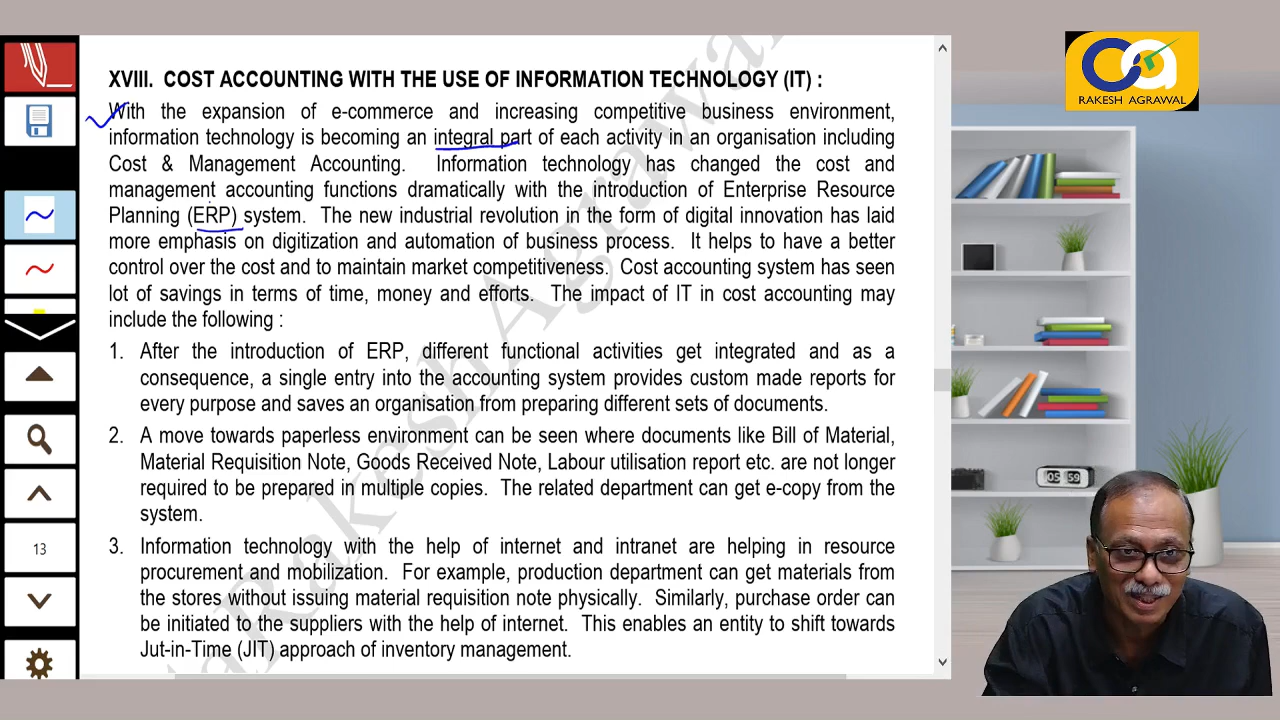 XVIII. COST ACCOUNTING WITH THE USE OF INFORMATION TECHNOLOGY (IT) :
With the expansion of e-commerce and increasing competitive business environment,
information technology is becoming an integral part of each activity in an organisation including
Cost & Management Accounting. Information technology has changed the cost and
management accounting functions dramatically with the introduction of Enterprise Resource
Planning (ERP) system. The new industrial revolution in the form of digital innovation has laid
more emphasis on digitization and automation of business process. It helps to have a better
control over the cost and to maintain market competitiveness. Cost accounting system has seen
lot of savings in terms of time, money and efforts. The impact of IT in cost accounting may
include the following :
1. After the introduction of ERP, different functional activities get integrated and as a
consequence, a single entry into the accounting system provides custom made reports for
every purpose and saves an organisation from preparing different sets of documents.
2. A move towards paperless environment can be seen where documents like Bill of Material,
Material Requisition Note, Goods Received Note, Labour utilisation report etc. are not longer
required to be prepared in multiple copies. The related department can get e-copy from the
system.
3. Information technology with the help of internet and intranet are helping in resource
procurement and mobilization. For example, production department can get materials from
the stores without issuing material requisition note physically. Similarly, purchase order can
be initiated to the suppliers with the help of internet. This enables an entity to shift towards
Jut-in-Time (JIT) approach of inventory management.
13
ca
RAKESH AGRAWAL
05 59